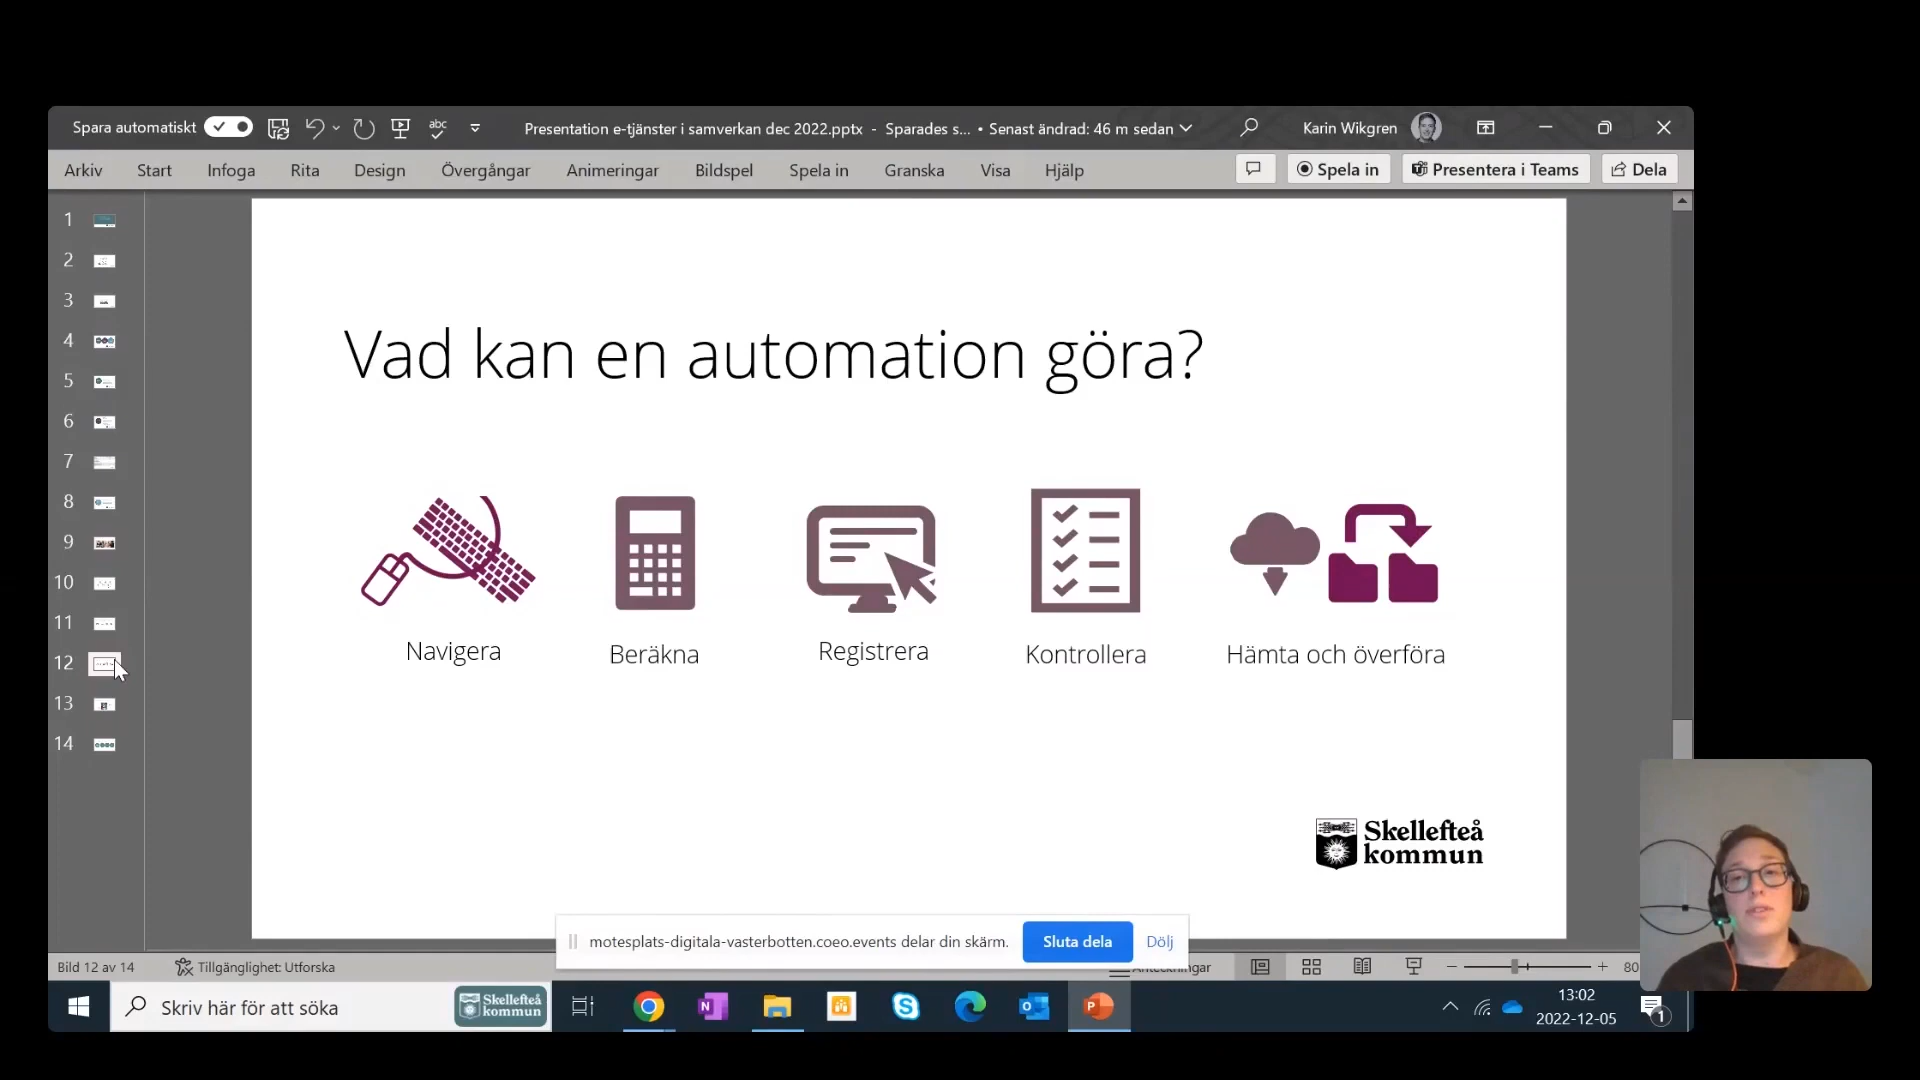 Spara automatiskt
abc
Presentation e-tjänster i samverkan dec 2022.pptx - Sparades s... • Senast ändrad: 46 m sedan
Karin Wikgren
Arkiv Start Infoga Rita Design Övergångar Animeringar Bildspel Spela in Granska Visa Hjälp
Spela in Presentera i Teams Dela
1
2
3
4
5
6
7
8
9
10
11
12
13
14
Vad kan en automation göra?
Navigera Beräkna Registrera Kontrollera Hämta och överföra
Skellefteå
kommun
motesplats-digitala-vasterbotten.coeo.events delar din skärm. Sluta dela Dölj
Bild 12 av 14 Tillgänglighet: Utforska Anteckningar 80
Skriv här för att söka
Skellefteå
kommun
N S O P
13:02
2022-12-05
1